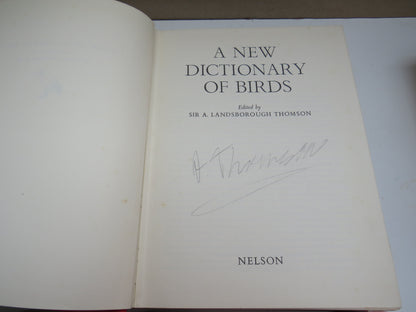 A NEW
DICTIONARY
OF BIRDS
Edited by
SIR A. LANDSBOROUGH THOMSON
A Thomson
NELSON